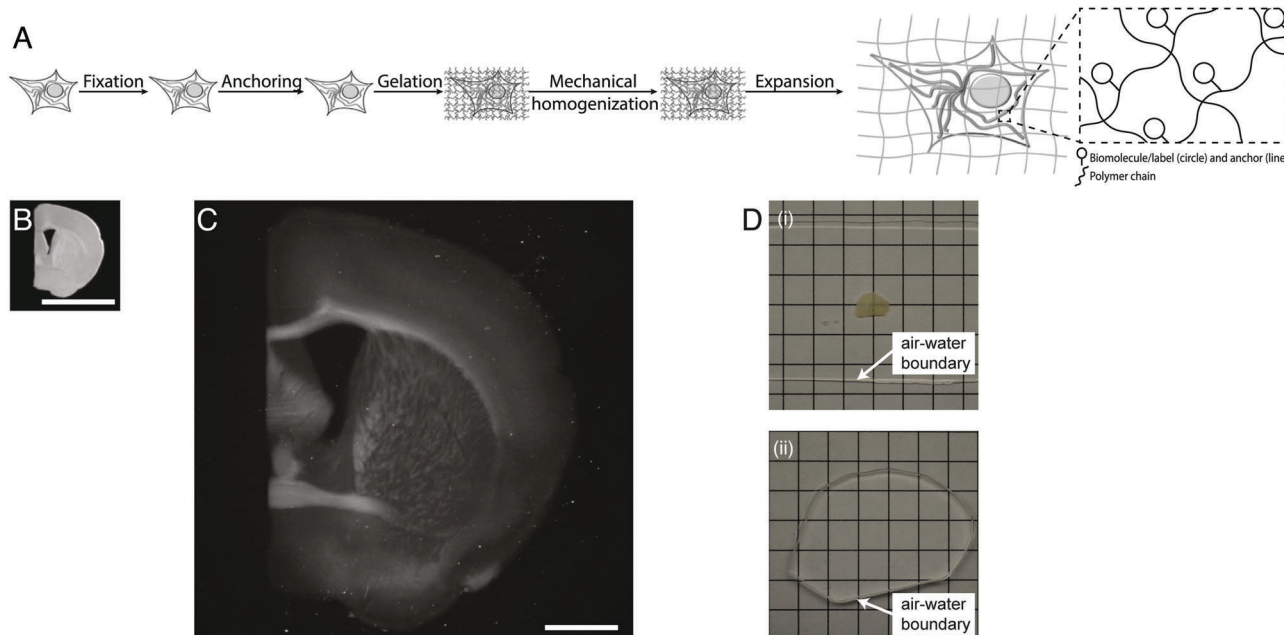 A
Fixation
Anchoring
Gelation
Mechanical
homogenization
Expansion
Biomolecule/label (circle) and anchor (line
Polymer chain
B
C
D
(i)
air-water
boundary
(ii)
air-water
boundary